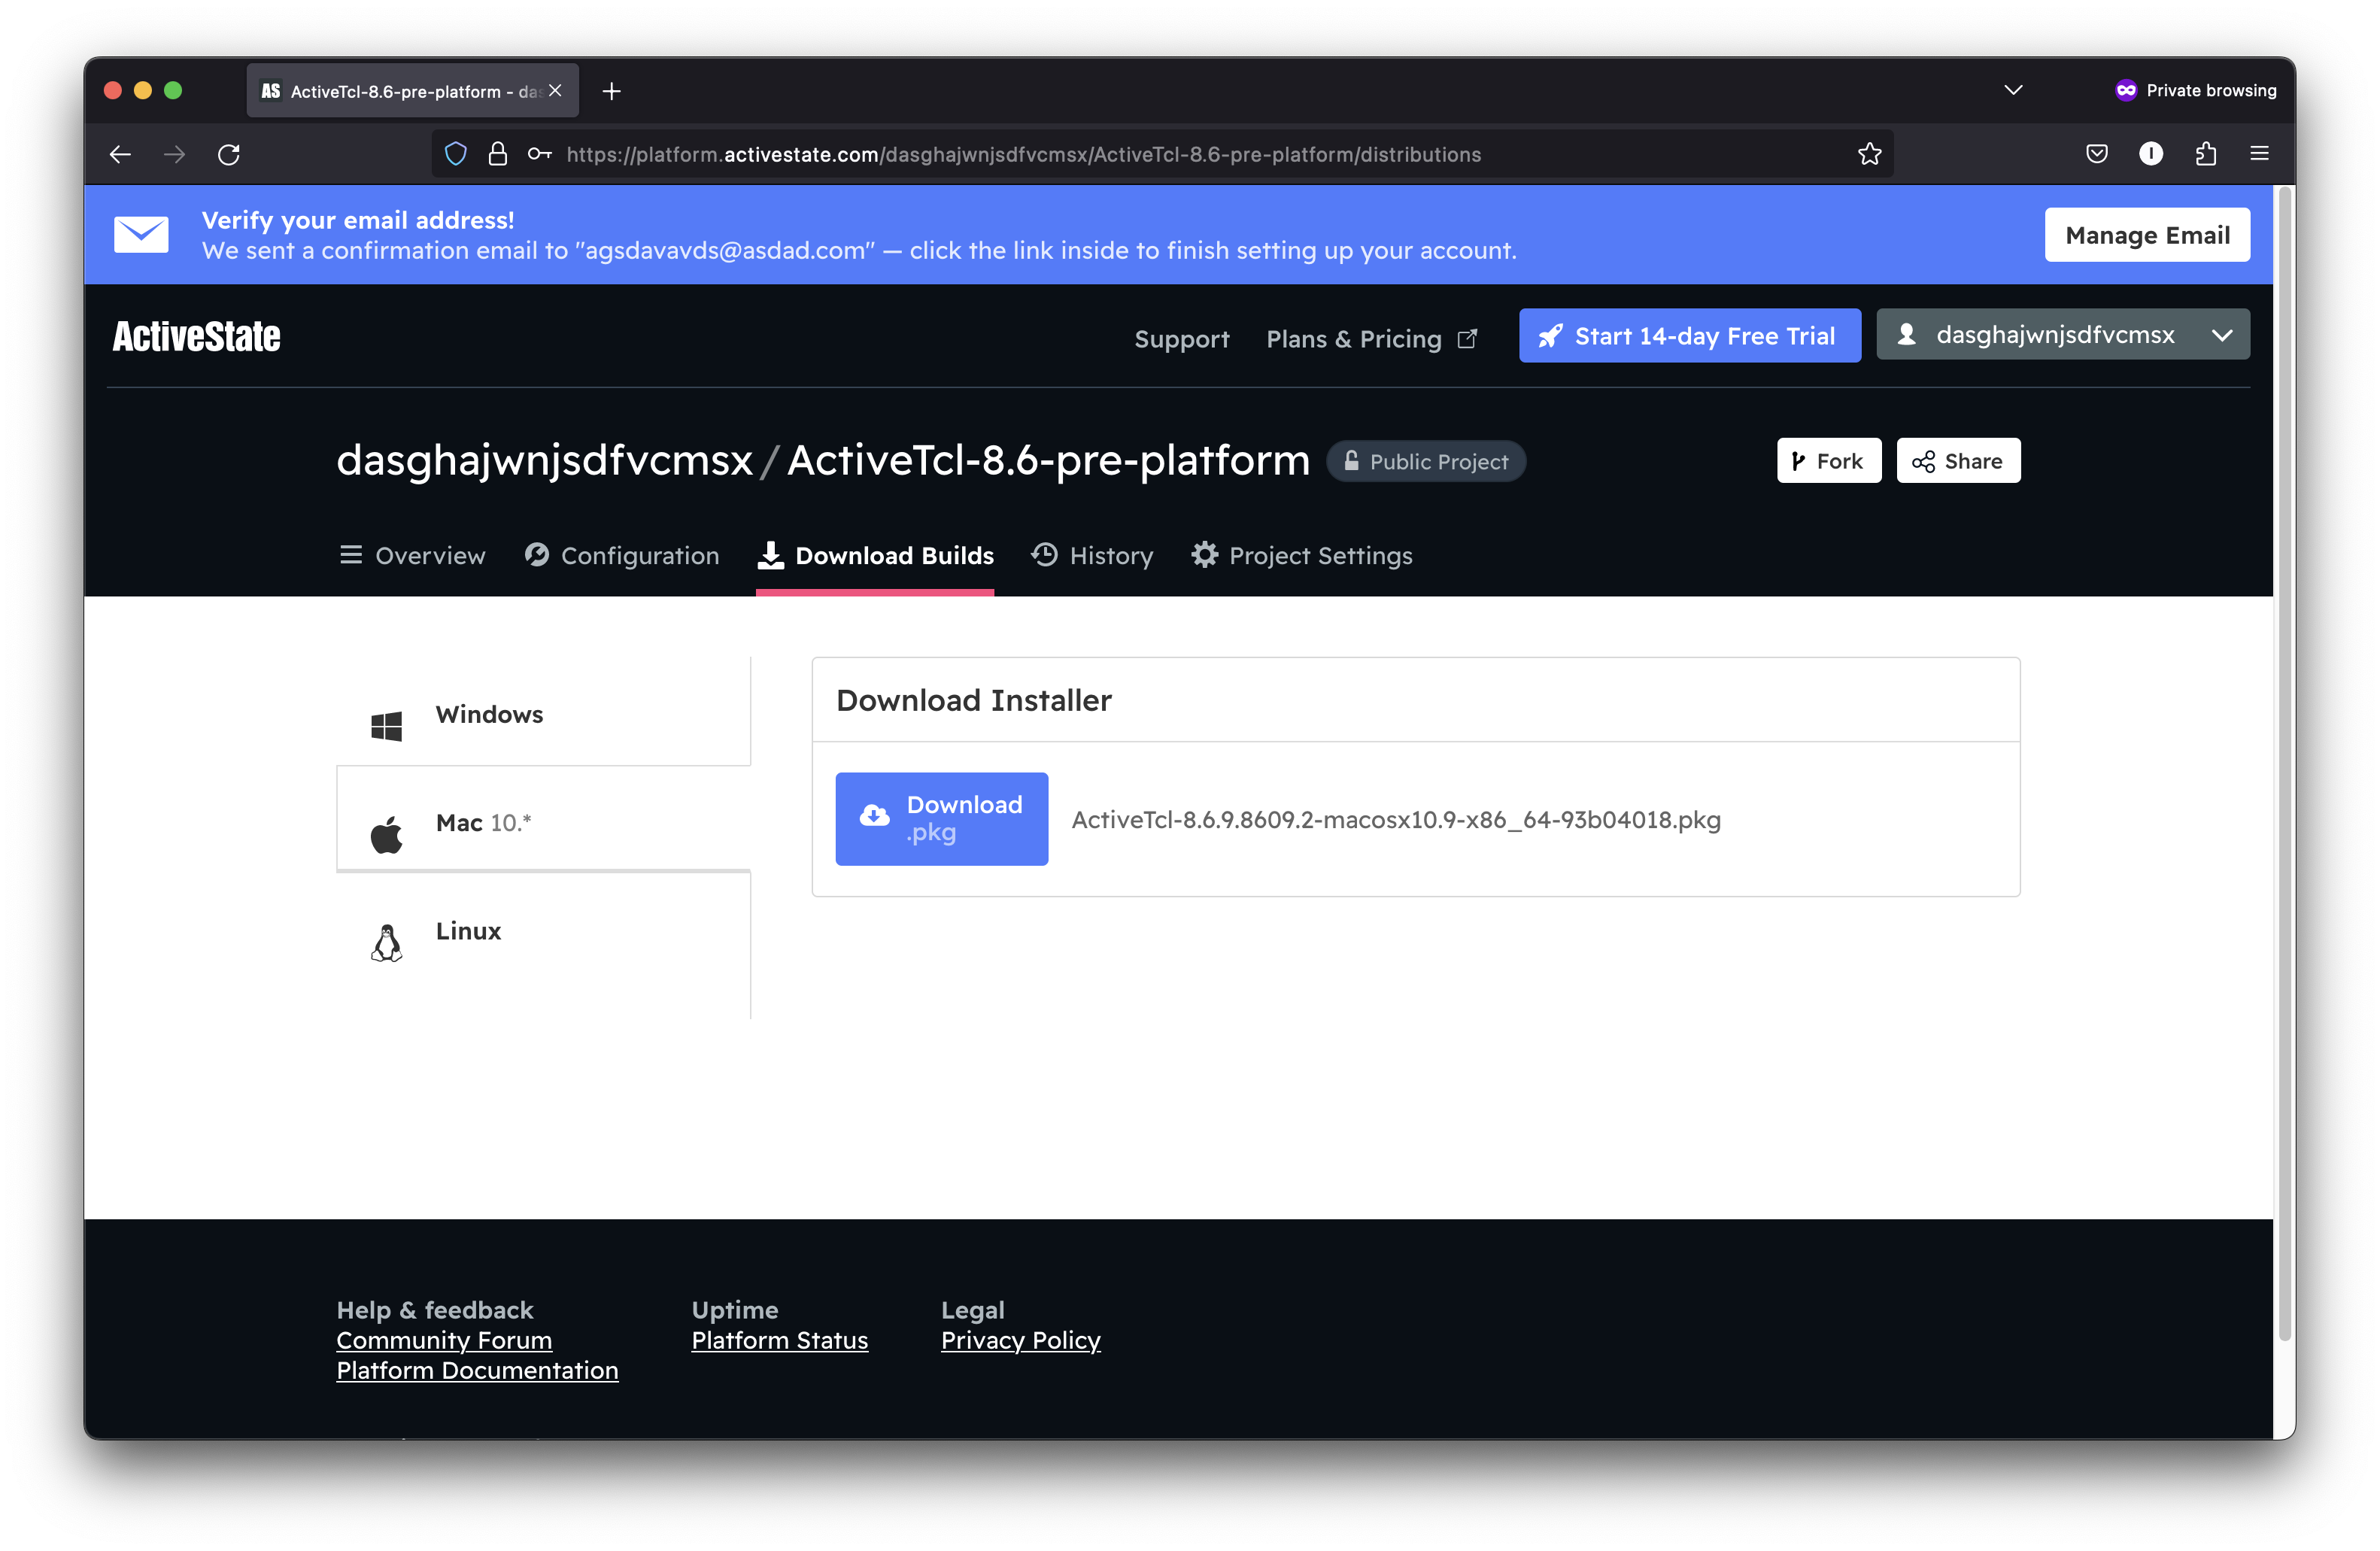 AS ActiveTcl-8.6-pre-platform - das
Private browsing
https://platform.activestate.com/dasghajwnjsdfvcmsx/ActiveTcl-8.6-pre-platform/distributions
Verify your email address!
We sent a confirmation email to "agsdavavds@asdad.com" — click the link inside to finish setting up your account.
Manage Email
ActiveState
Support
Plans & Pricing
Start 14-day Free Trial
dasghajwnjsdfvcmsx
dasghajwnjsdfvcmsx / ActiveTcl-8.6-pre-platform
Public Project
Fork
Share
Overview
Configuration
Download Builds
History
Project Settings
Windows
Mac 10.*
Linux
Download Installer
Download
.pkg
ActiveTcl-8.6.9.8609.2-macosx10.9-x86_64-93b04018.pkg
Help & feedback
Community Forum
Platform Documentation
Uptime
Platform Status
Legal
Privacy Policy